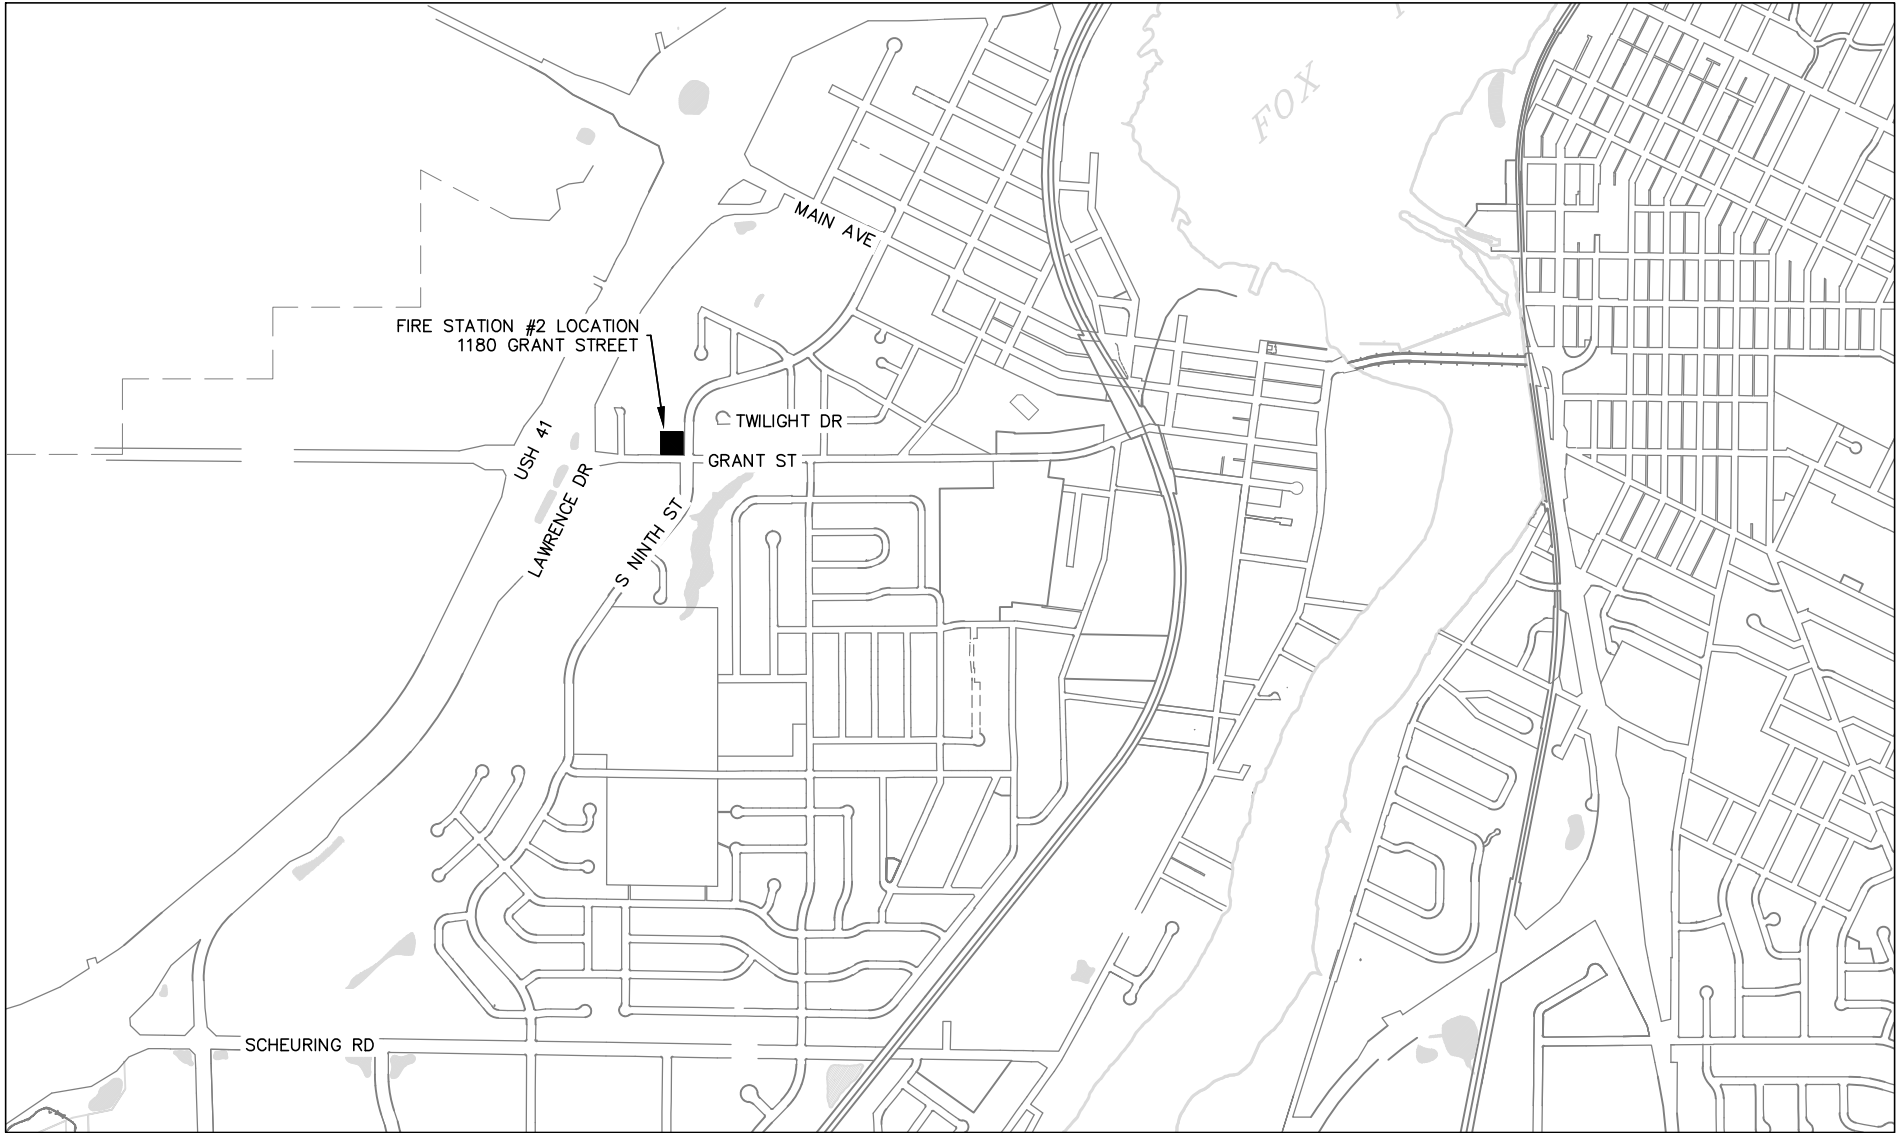 FOX
MAIN AVE
FIRE STATION #2 LOCATION
1180 GRANT STREET
TWILIGHT DR
USH 41
GRANT ST
LAWRENCE DR
S NINTH ST
SCHEURING RD